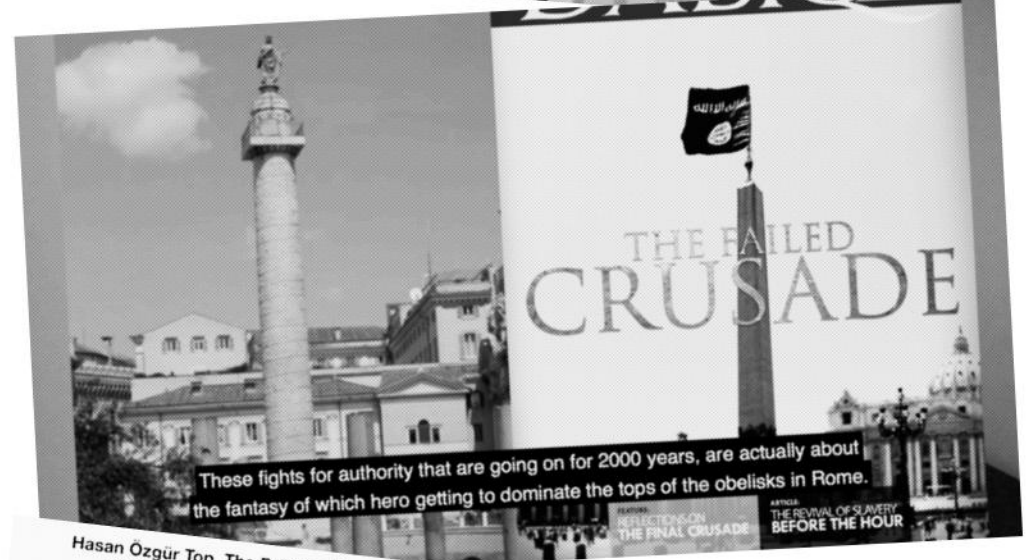 THE FAILED
CRUSADE
These fights for authority that are going on for 2000 years, are actually about
the fantasy of which hero getting to dominate the tops of the obelisks in Rome.
FEATURE:
REFLECTIONS ON
THE FINAL CRUSADE
ARTICLE:
THE REVIVAL OF SLAVERY
BEFORE THE HOUR
Hasan Özgür Top, The